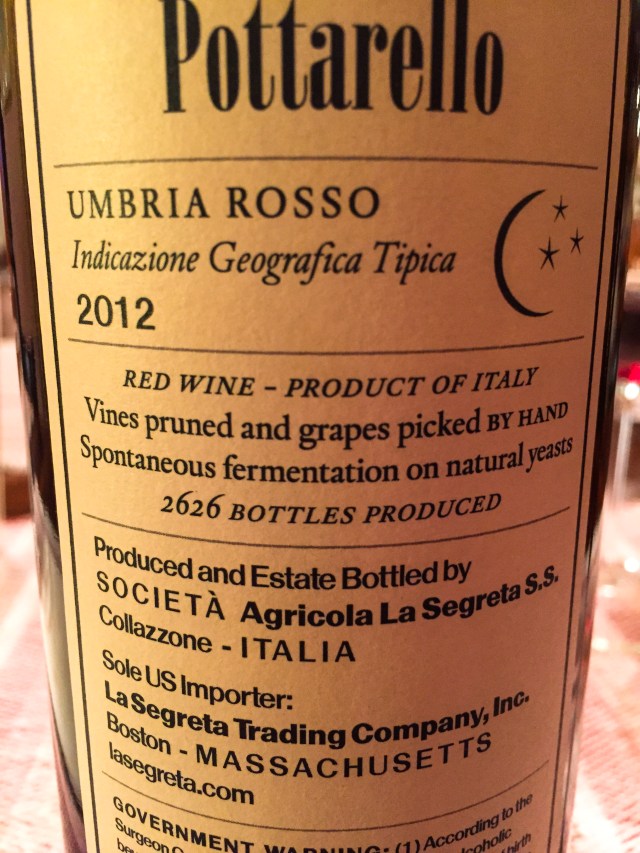 Pottarello
UMBRIA ROSSO
Indicazione Geografica Tipica
2012
RED WINE – PRODUCT OF ITALY
Vines pruned and grapes picked BY HAND
Spontaneous fermentation on natural yeasts
2626 BOTTLES PRODUCED
Produced and Estate Bottled by
SOCIETÀ Agricola La Segreta S.S.
Collazzone - ITALIA
Sole US Importer:
La Segreta Trading Company, Inc.
Boston - MASSACHUSETTS
lasegreta.com
GOVERNMENT WARNING: (1) According to the
Surgeon